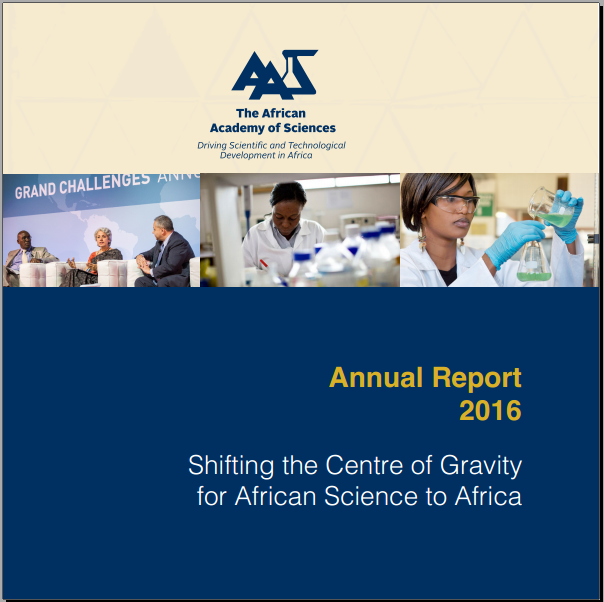 AAS
The African
Academy of Sciences
Driving Scientific and Technological
Development in Africa
GRAND CHALLENGES
Annual Report
2016
Shifting the Centre of Gravity
for African Science to Africa